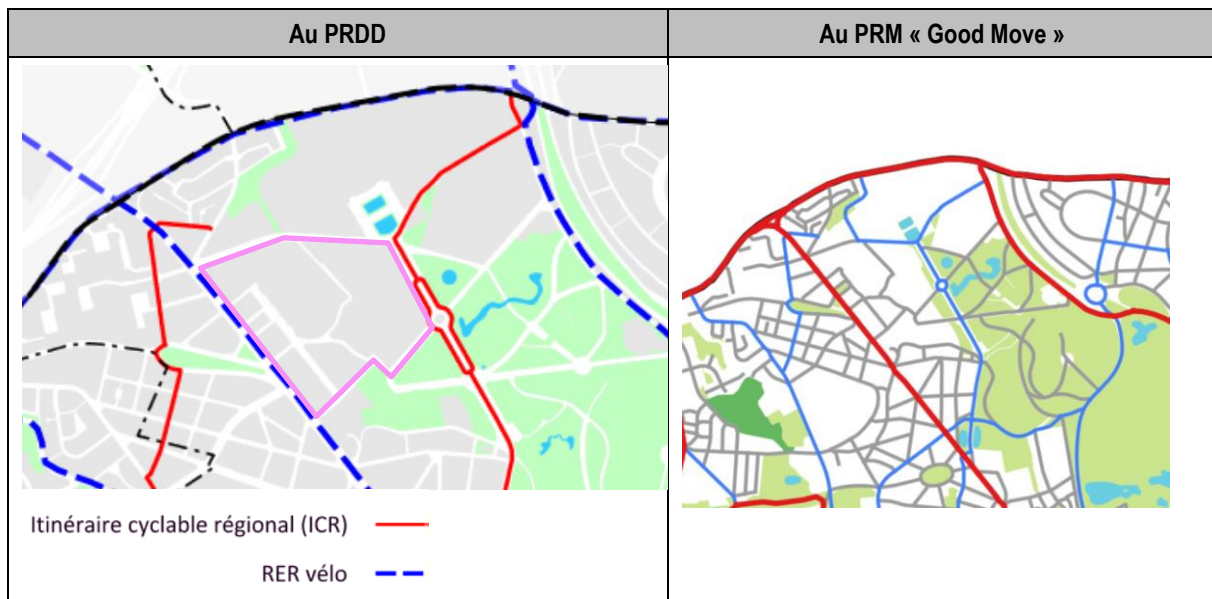 Au PRDD
Au PRM « Good Move »
Itinéraire cyclable régional (ICR)
RER vélo